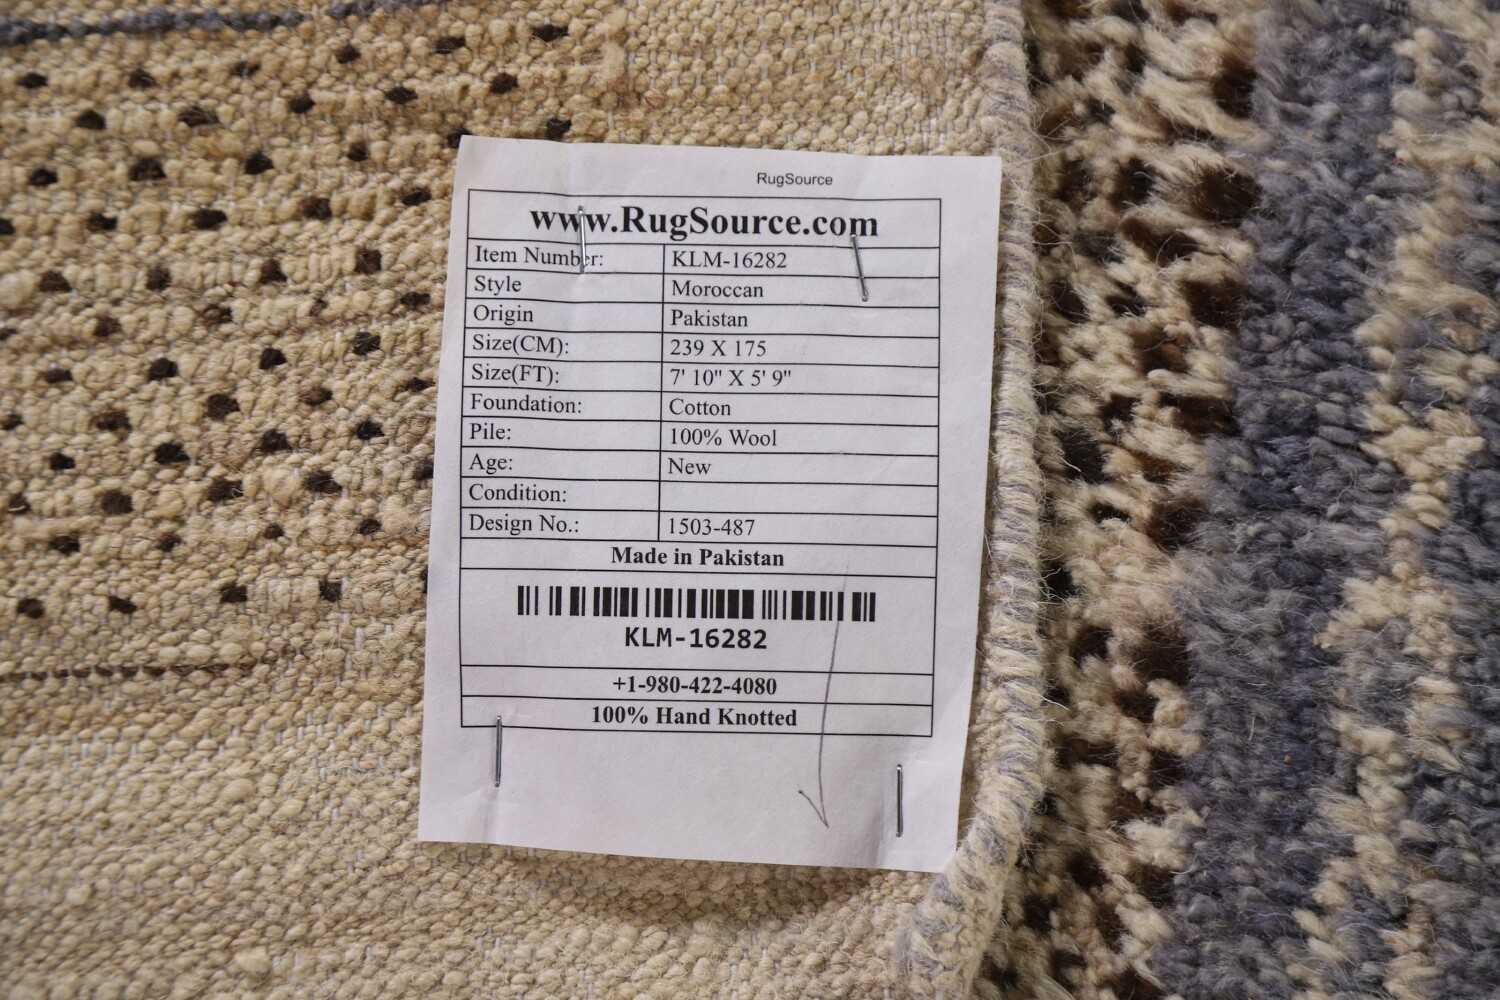 RugSource
www.RugSource.com
Item Number: KLM-16282
Style Moroccan
Origin Pakistan
Size(CM): 239 X 175
Size(FT): 7' 10" X 5' 9"
Foundation: Cotton
Pile: 100% Wool
Age: New
Condition:
Design No.: 1503-487
Made in Pakistan
KLM-16282
+1-980-422-4080
100% Hand Knotted